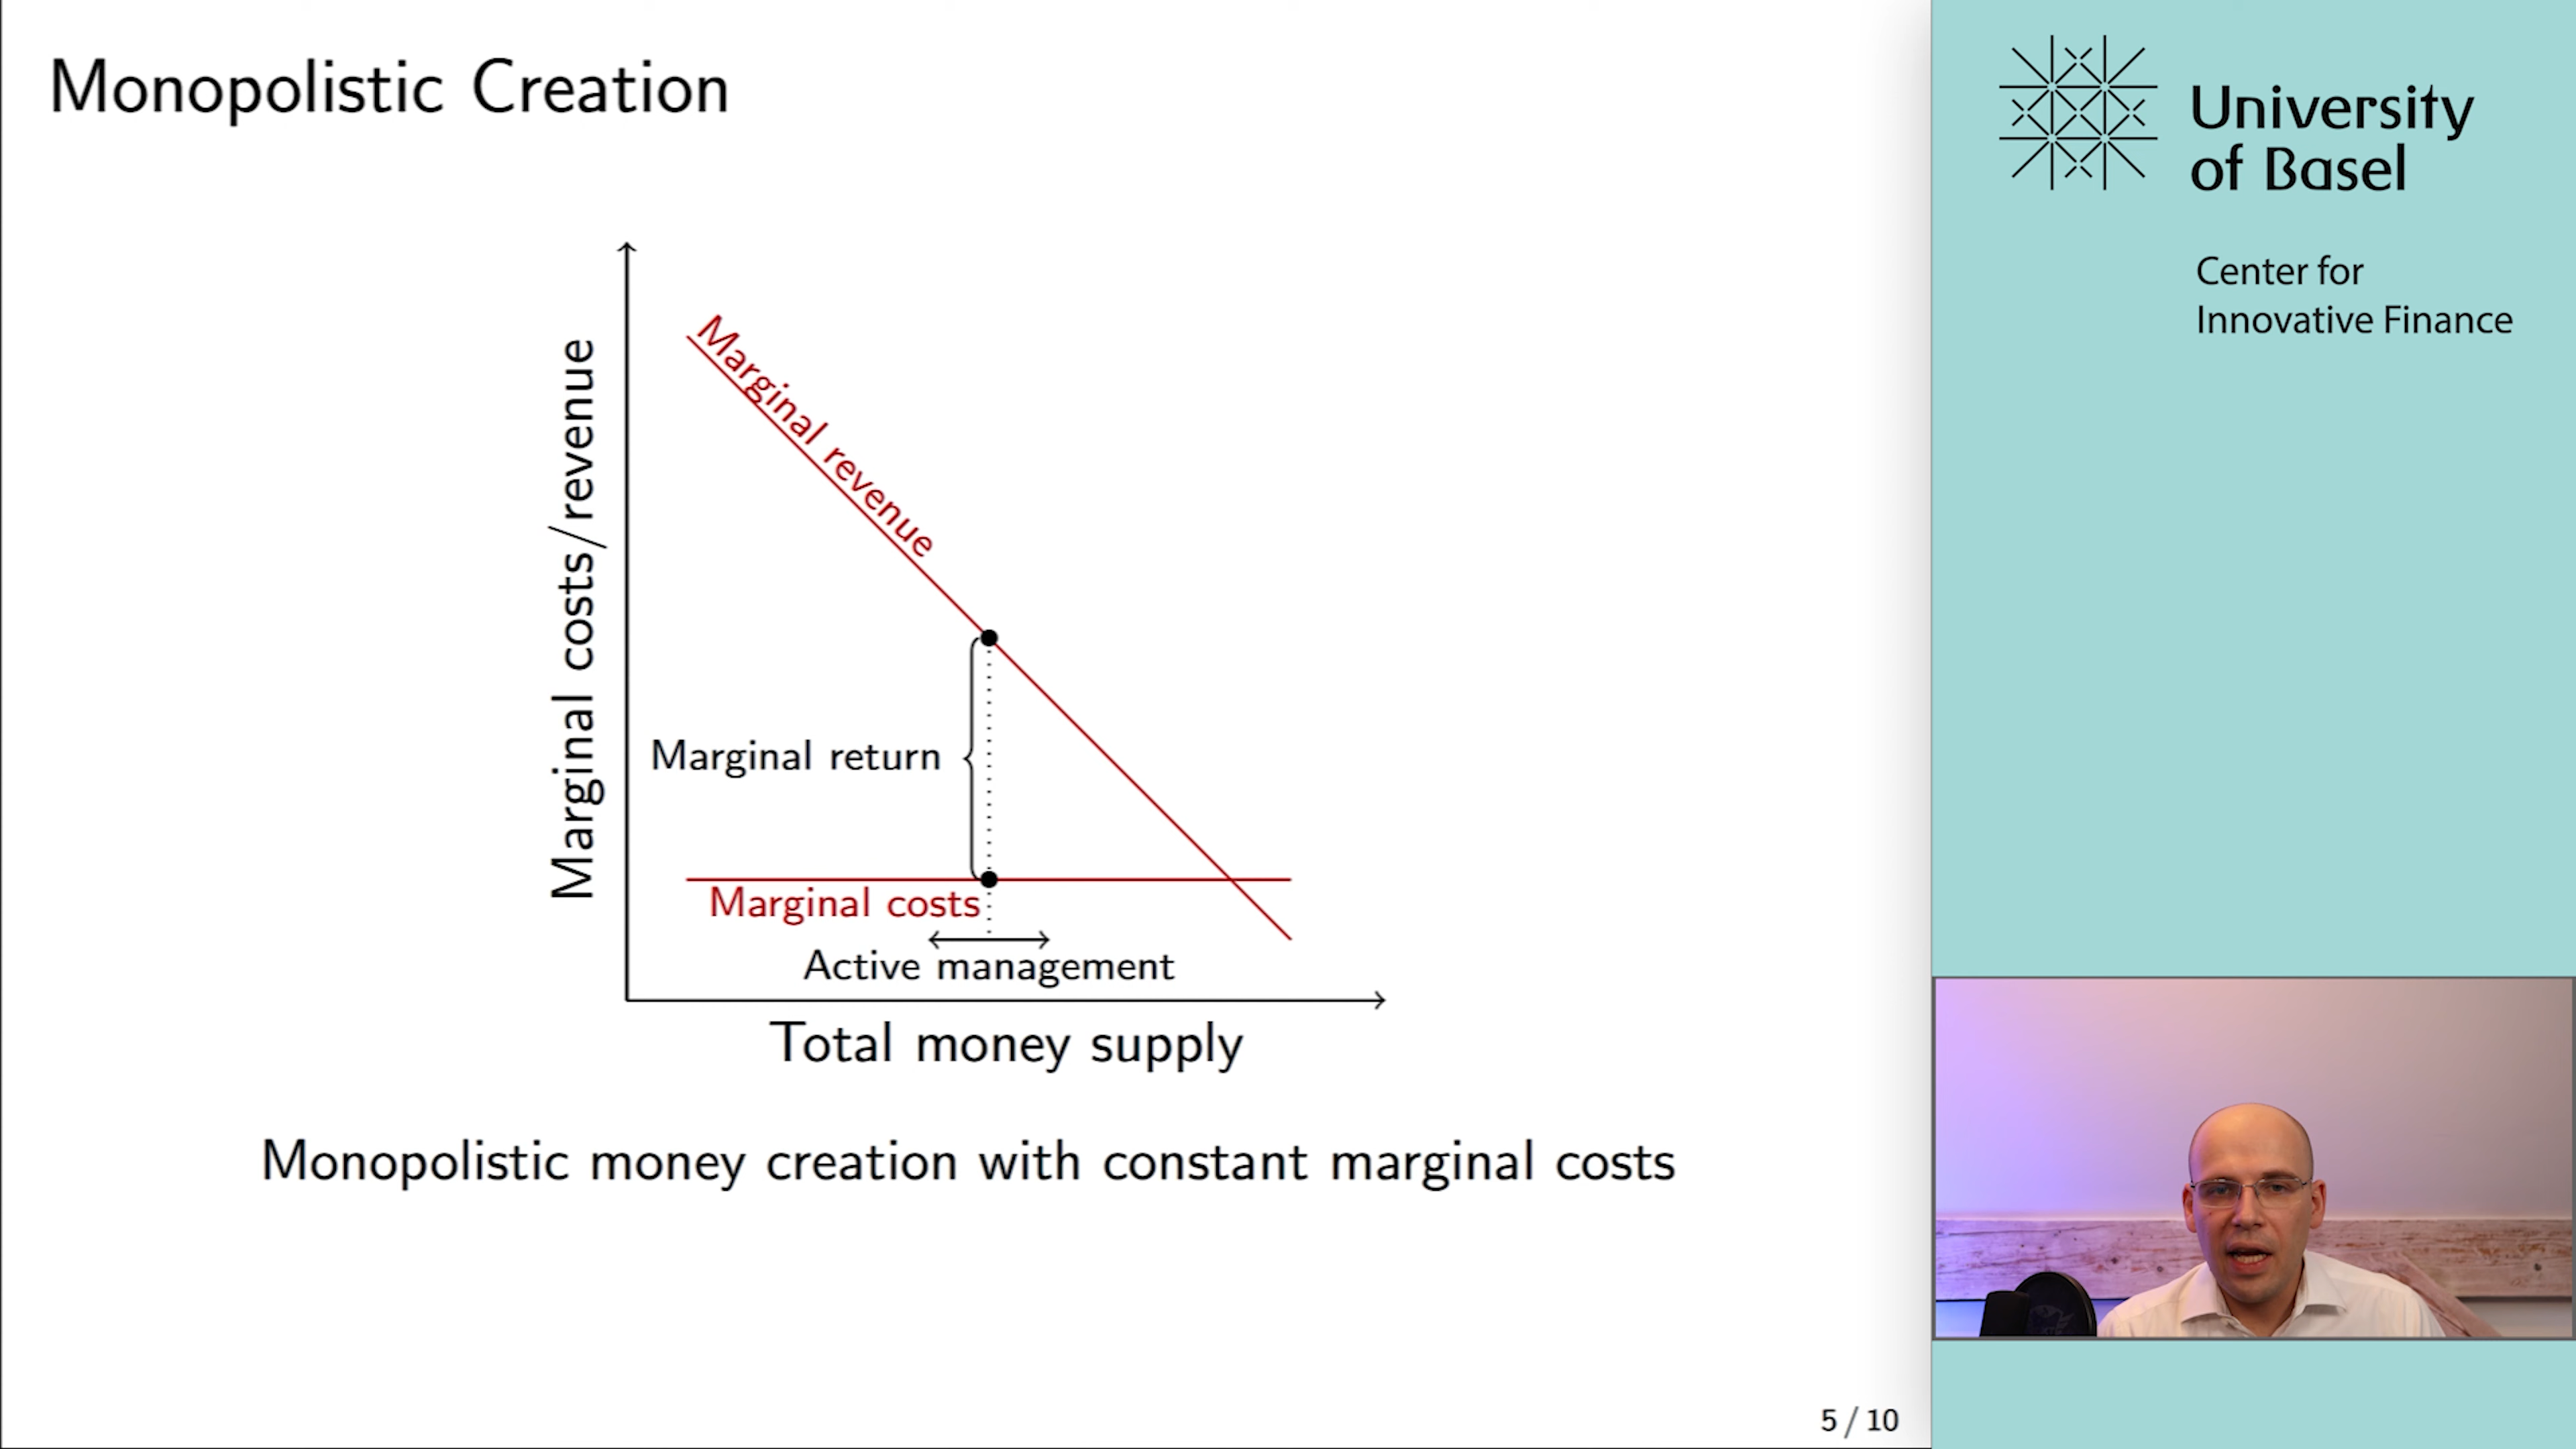 Monopolistic Creation
Marginal costs/revenue
Marginal revenue
Marginal return
Marginal costs
Active management
Total money supply
Monopolistic money creation with constant marginal costs
5 / 10
University
of Basel
Center for
Innovative Finance